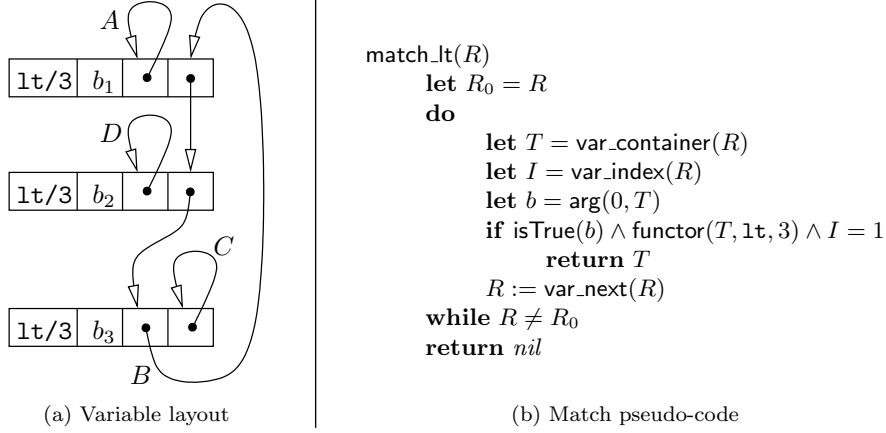 A
lt/3 b₁
D
lt/3 b₂
C
lt/3 b₃
B
(a) Variable layout
match_lt(R)
let R₀ = R
do
let T = var_container(R)
let I = var_index(R)
let b = arg(0, T)
if isTrue(b) ∧ functor(T, lt, 3) ∧ I = 1
return T
R := var_next(R)
while R ≠ R₀
return nil
(b) Match pseudo-code